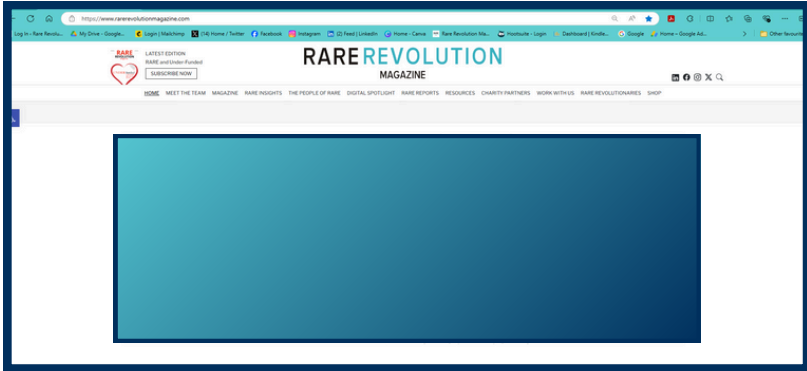 https://www.rarerevolutionmagazine.com
Log In - Rare Revolu... My Drive - Google... Login | Mailchimp (14) Home / Twitter Facebook Instagram (2) Feed | LinkedIn Home - Canva Rare Revolution Ma... Hootsuite - Login Dashboard | Kindle... Google Home - Google Ad... Other favourites
RARE
REVOLUTION
LATEST EDITION
RARE and Under-Funded
SUBSCRIBE NOW
RARE REVOLUTION
MAGAZINE
HOME MEET THE TEAM MAGAZINE RARE INSIGHTS THE PEOPLE OF RARE DIGITAL SPOTLIGHT RARE REPORTS RESOURCES CHARITY PARTNERS WORK WITH US RARE REVOLUTIONARIES SHOP